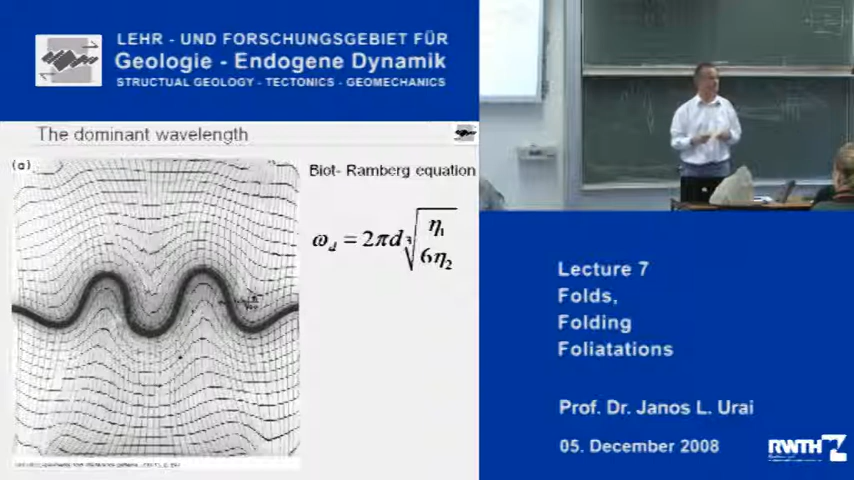 LEHR - UND FORSCHUNGSGEBIET FÜR
Geologie - Endogene Dynamik
STRUCTURAL GEOLOGY - TECTONICS - GEOMECHANICS
The dominant wavelength
(a)
Biot- Ramberg equation
ω_d = 2πd ∛(η₁ / 6η₂)
Lecture 7
Folds,
Folding
Foliatations
Prof. Dr. Janos L. Urai
05. December 2008
RWTH